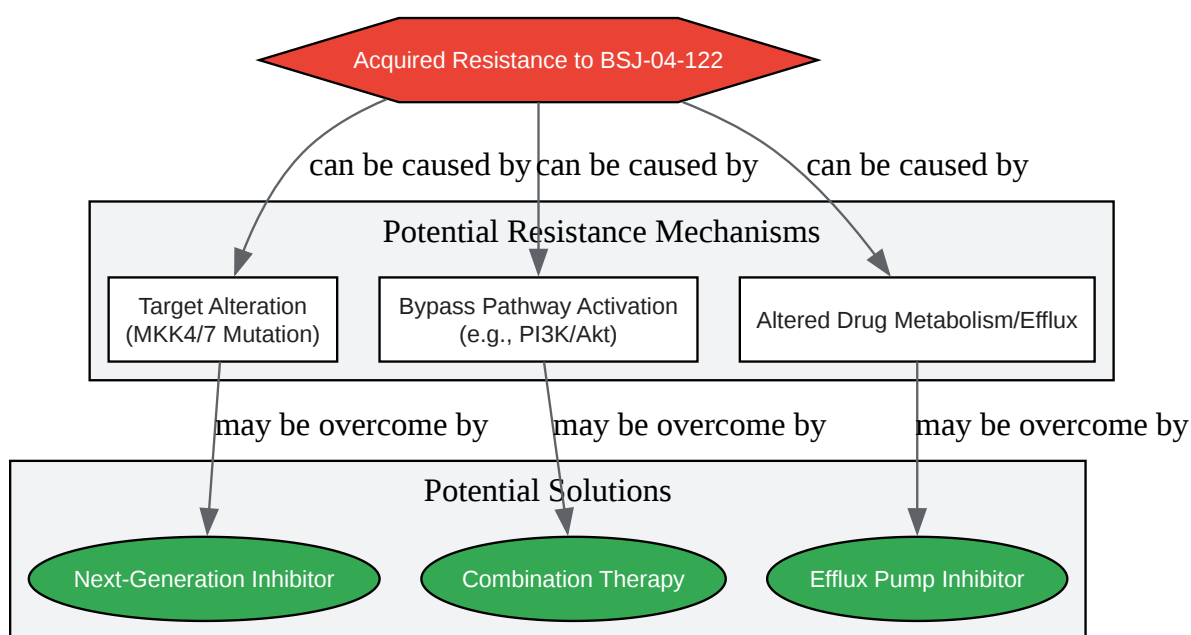 Acquired Resistance to BSJ-04-122
can be caused by
can be caused by
can be caused by
Potential Resistance Mechanisms
Target Alteration
(MKK4/7 Mutation)
Bypass Pathway Activation
(e.g., PI3K/Akt)
Altered Drug Metabolism/Efflux
may be overcome by
may be overcome by
may be overcome by
Potential Solutions
Next-Generation Inhibitor
Combination Therapy
Efflux Pump Inhibitor